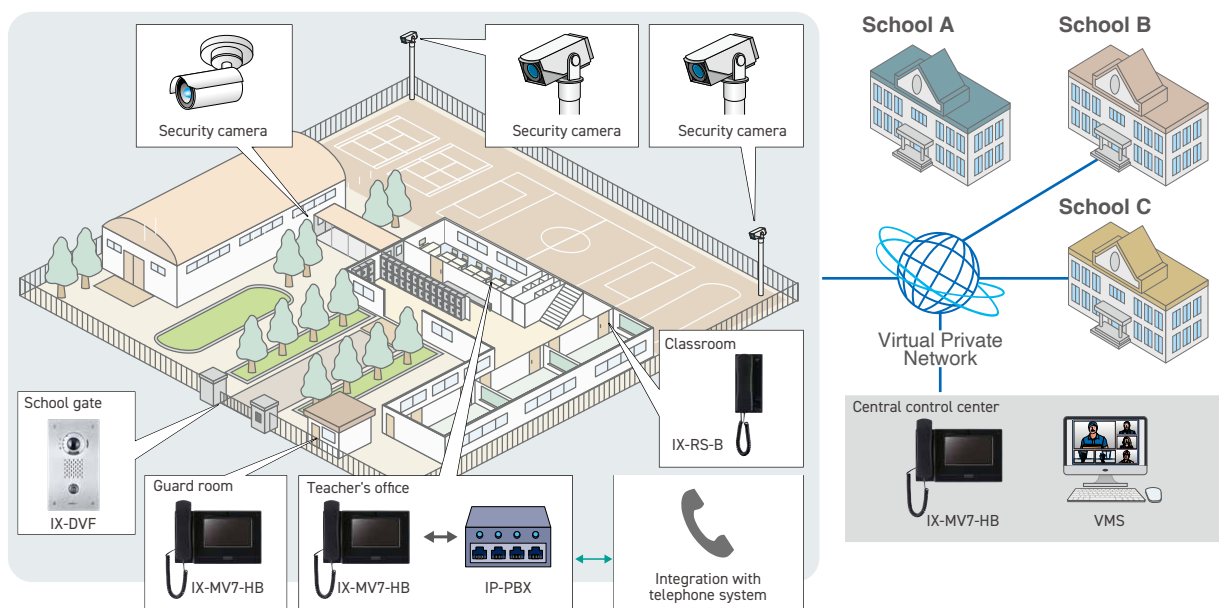 Security camera
Security camera
Security camera
School A
School B
School C
Virtual Private
Network
Classroom
IX-RS-B
School gate
IX-DVF
Guard room
IX-MV7-HB
Teacher's office
IX-MV7-HB
IP-PBX
Integration with
telephone system
Central control center
IX-MV7-HB
VMS